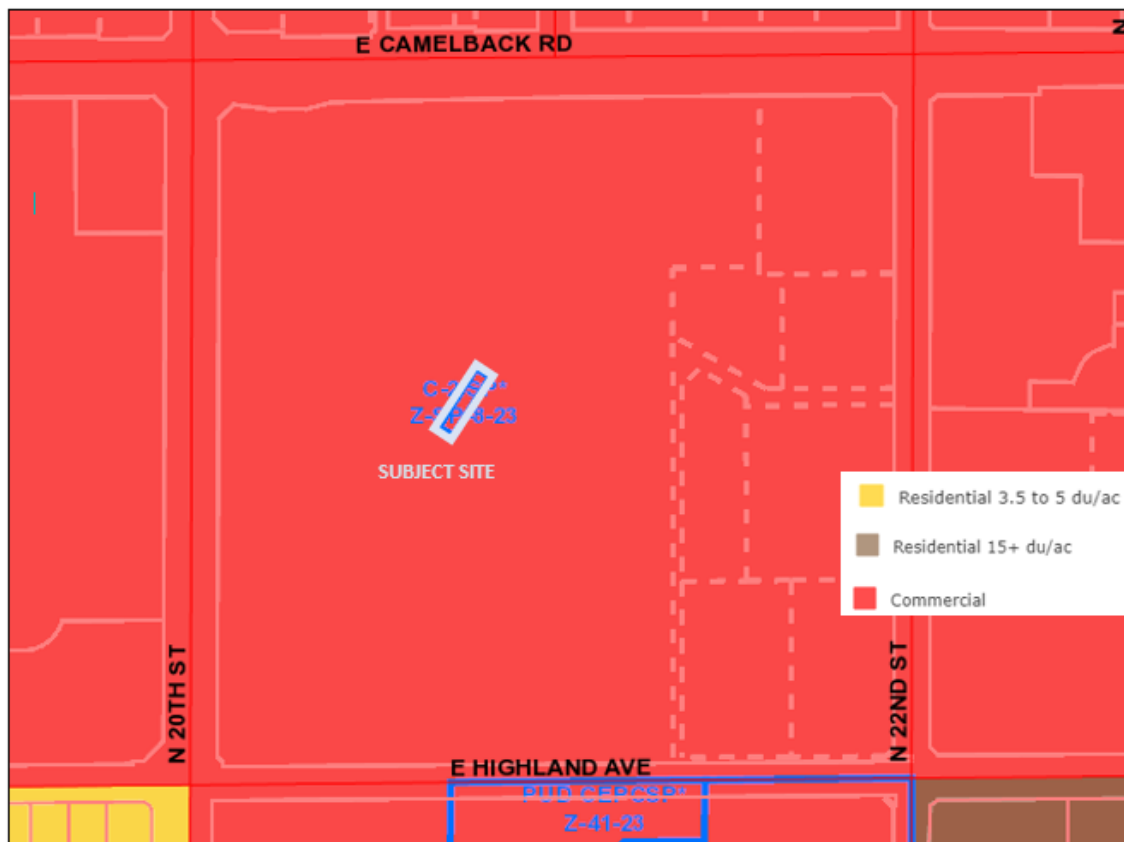 E CAMELBACK RD
SUBJECT SITE
Residential 3.5 to 5 du/ac
Residential 15+ du/ac
Commercial
N 20TH ST
N 22ND ST
E HIGHLAND AVE
Z-41-23